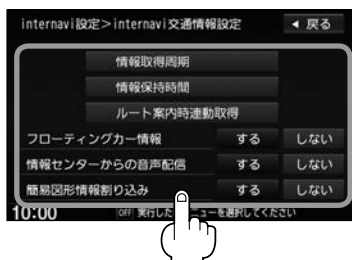 internavi設定>internavi交通情報設定 ◀ 戻る
情報取得周期
情報保持時間
ルート案内時連動取得
フローティングカー情報 する しない
情報センターからの音声配信 する しない
簡易図形情報割り込み する しない
10:00 OFF 実行した ニューを選択してください